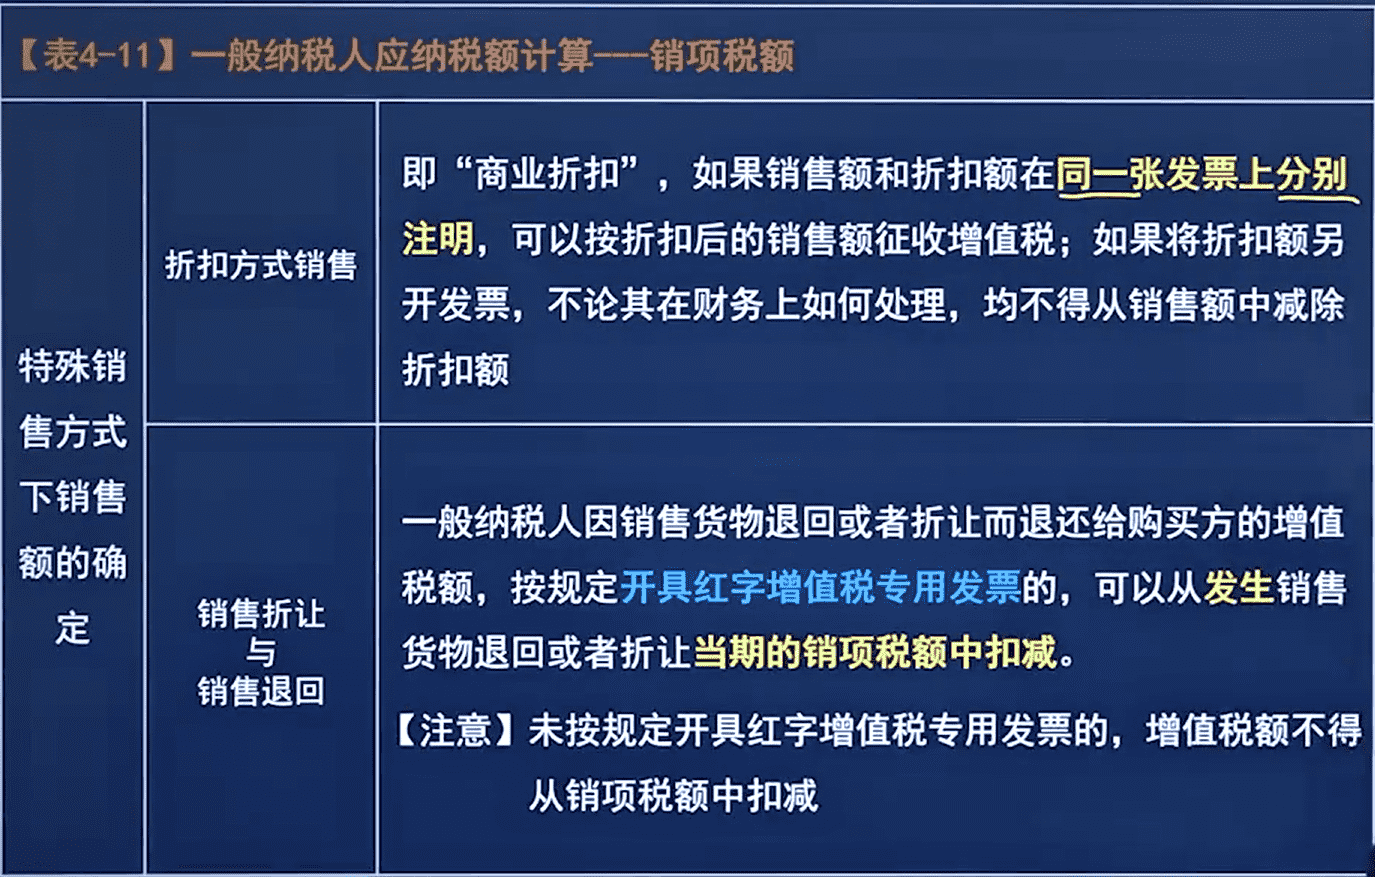 【表4-11】一般纳税人应纳税额计算---销项税额
特殊销
售方式
下销售
额的确
定
折扣方式销售
即“商业折扣”，如果销售额和折扣额在同一张发票上分别
注明，可以按折扣后的销售额征收增值税；如果将折扣额另
开发票，不论其在财务上如何处理，均不得从销售额中减除
折扣额
销售折让
与
销售退回
一般纳税人因销售货物退回或者折让而退还给购买方的增值
税额，按规定开具红字增值税专用发票的，可以从发生销售
货物退回或者折让当期的销项税额中扣减。
【注意】未按规定开具红字增值税专用发票的，增值税额不得
从销项税额中扣减